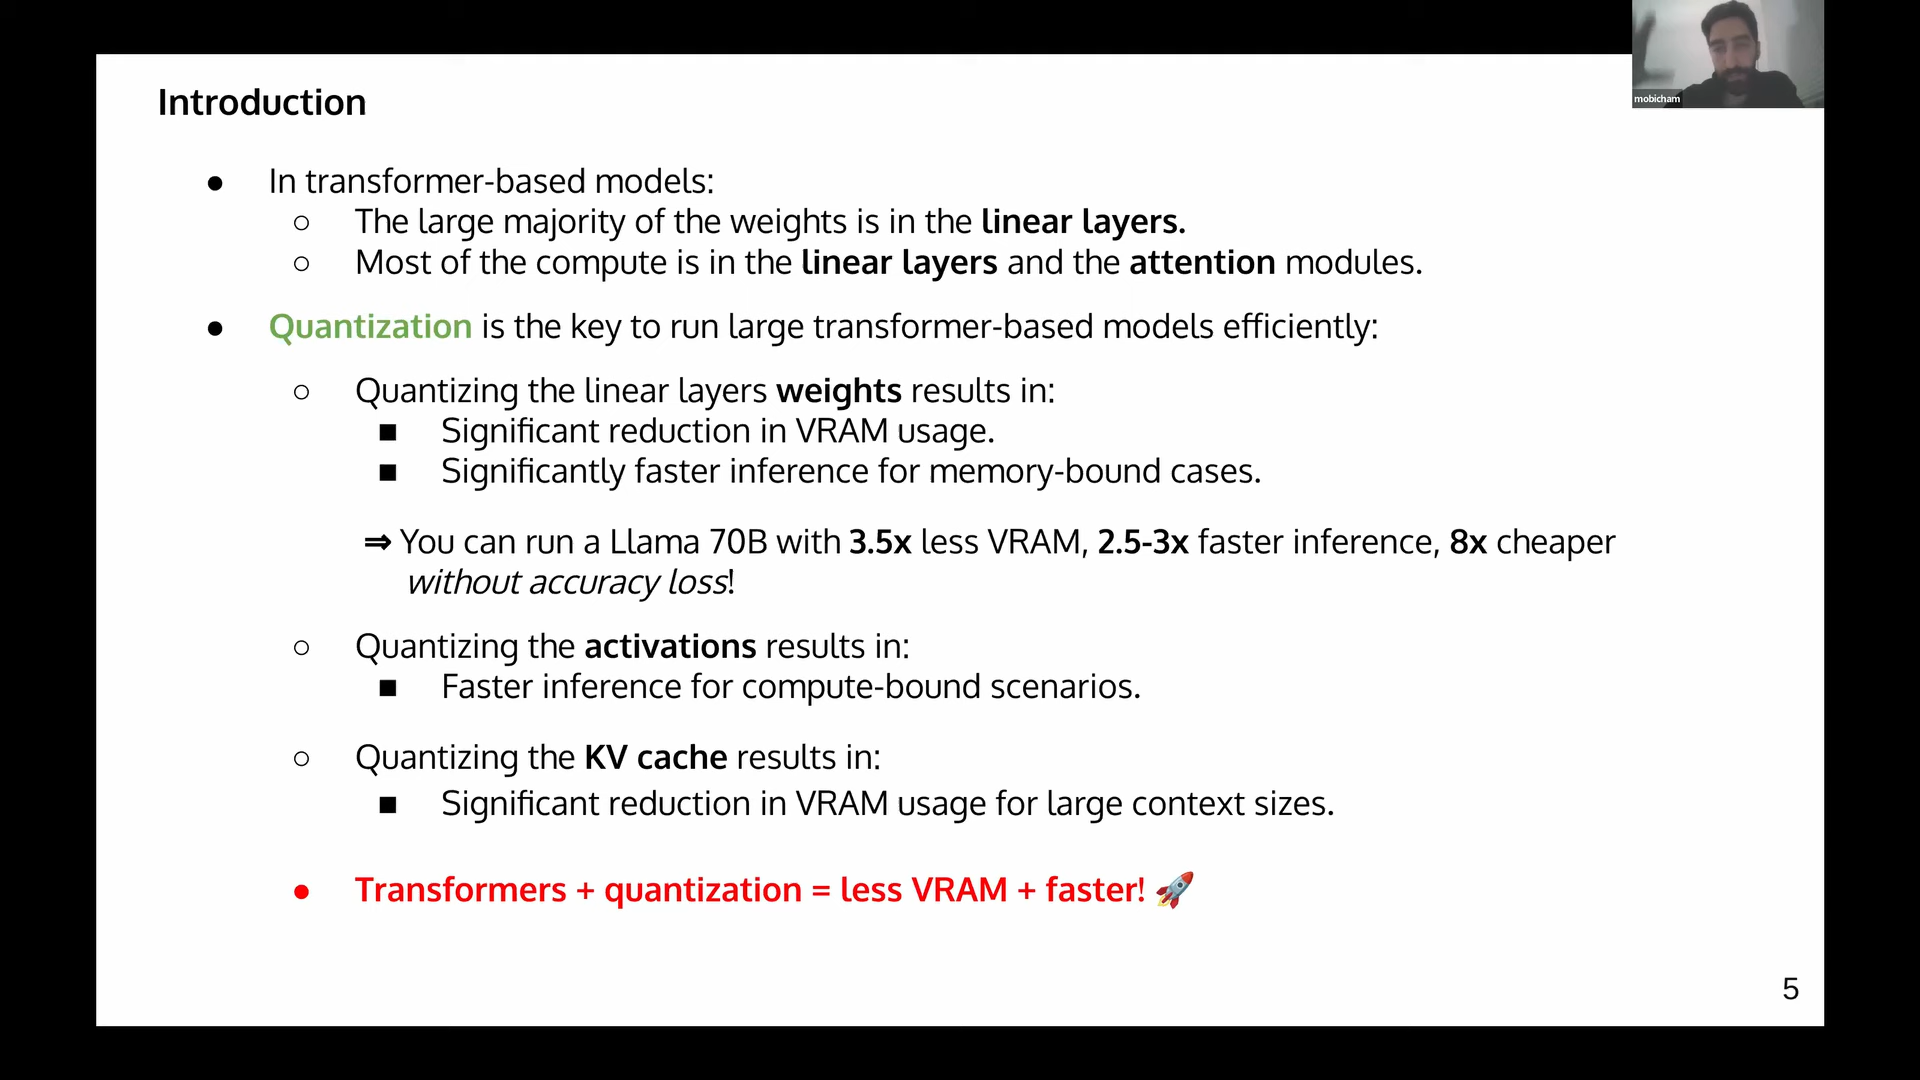 mobicham
Introduction
● In transformer-based models:
○ The large majority of the weights is in the linear layers.
○ Most of the compute is in the linear layers and the attention modules.
● Quantization is the key to run large transformer-based models efficiently:
○ Quantizing the linear layers weights results in:
■ Significant reduction in VRAM usage.
■ Significantly faster inference for memory-bound cases.
⇒ You can run a Llama 70B with 3.5x less VRAM, 2.5-3x faster inference, 8x cheaper
without accuracy loss!
○ Quantizing the activations results in:
■ Faster inference for compute-bound scenarios.
○ Quantizing the KV cache results in:
■ Significant reduction in VRAM usage for large context sizes.
● Transformers + quantization = less VRAM + faster! 🚀
5